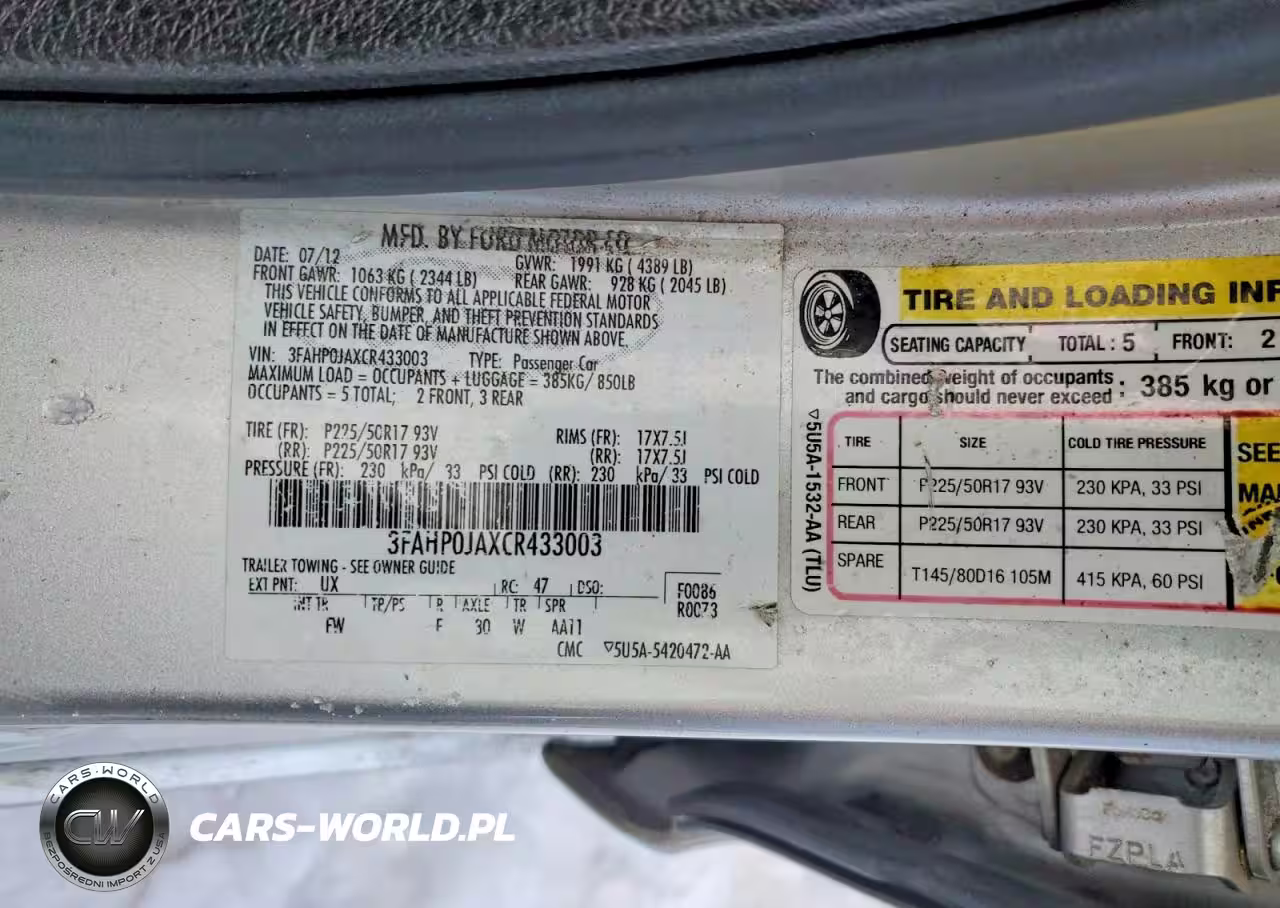 MFD. BY FORD MOTOR CO.
DATE: 07/12 GVWR: 1991 KG ( 4389 LB)
FRONT GAWR: 1063 KG ( 2344 LB) REAR GAWR: 928 KG ( 2045 LB)
THIS VEHICLE CONFORMS TO ALL APPLICABLE FEDERAL MOTOR
VEHICLE SAFETY, BUMPER, AND THEFT PREVENTION STANDARDS
IN EFFECT ON THE DATE OF MANUFACTURE SHOWN ABOVE.
VIN: 3FAHP0JAXCR433003 TYPE: Passenger Car
MAXIMUM LOAD = OCCUPANTS + LUGGAGE = 385KG/ 850LB
OCCUPANTS = 5 TOTAL; 2 FRONT, 3 REAR
TIRE (FR): P225/50R17 93V RIMS (FR): 17X7.5J
(RR): P225/50R17 93V (RR): 17X7.5J
PRESSURE (FR): 230 kPa/ 33 PSI COLD (RR): 230 kPa/ 33 PSI COLD
3FAHP0JAXCR433003
TRAILER TOWING - SEE OWNER GUIDE
EXT PNT: UX RC: 47 DSO: F0086
INT TR TP/PS R AXLE TR SPR R0073
FW F 30 W AA11
CMC ▽5U5A-5420472-AA
TIRE AND LOADING INF
SEATING CAPACITY TOTAL : 5 FRONT: 2
The combined weight of occupants
and cargo should never exceed : 385 kg or
▽5U5A-1532-AA (TLU)
TIRE SIZE COLD TIRE PRESSURE
FRONT P225/50R17 93V 230 KPA, 33 PSI
REAR P225/50R17 93V 230 KPA, 33 PSI
SPARE T145/80D16 105M 415 KPA, 60 PSI
SEE
MA
FZPLA
CARS-WORLD
CW
BEZPOŚREDNI IMPORT Z USA
CARS-WORLD.PL